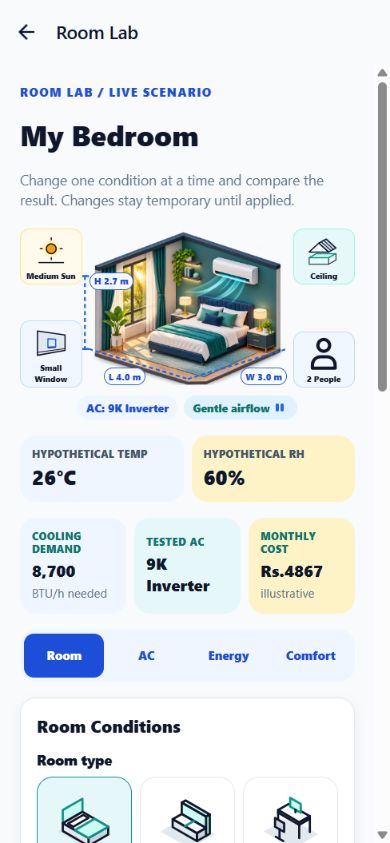 Room Lab
ROOM LAB / LIVE SCENARIO
My Bedroom
Change one condition at a time and compare the
result. Changes stay temporary until applied.
Medium Sun
H 2.7 m
Ceiling
Small
Window
L 4.0 m
W 3.0 m
2 People
AC: 9K Inverter
Gentle airflow
HYPOTHETICAL TEMP
26°C
HYPOTHETICAL RH
60%
COOLING
DEMAND
8,700
BTU/h needed
TESTED AC
9K
Inverter
MONTHLY
COST
Rs.4867
illustrative
Room
AC
Energy
Comfort
Room Conditions
Room type